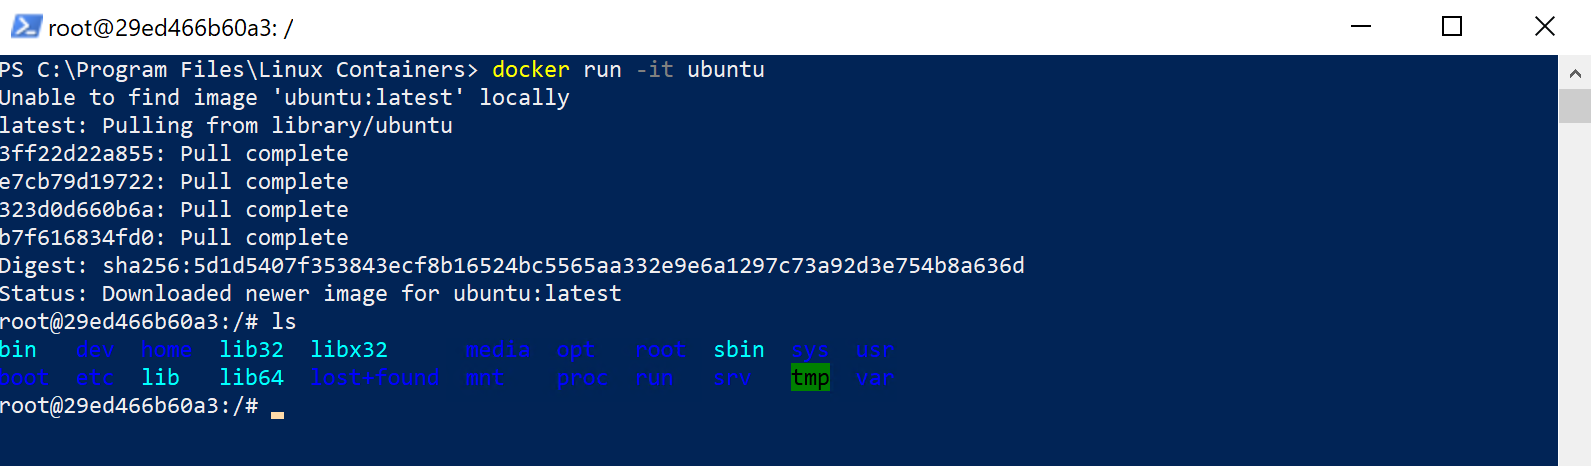 root@29ed466b60a3: /
PS C:\Program Files\Linux Containers> docker run -it ubuntu
Unable to find image 'ubuntu:latest' locally
latest: Pulling from library/ubuntu
3ff22d22a855: Pull complete
e7cb79d19722: Pull complete
323d0d660b6a: Pull complete
b7f616834fd0: Pull complete
Digest: sha256:5d1d5407f353843ecf8b16524bc5565aa332e9e6a1297c73a92d3e754b8a636d
Status: Downloaded newer image for ubuntu:latest
root@29ed466b60a3:/# ls
bin   dev  home  lib32  libx32      media  opt   root  sbin  sys  usr
boot  etc  lib   lib64  lost+found  mnt    proc  run   srv   tmp  var
root@29ed466b60a3:/#